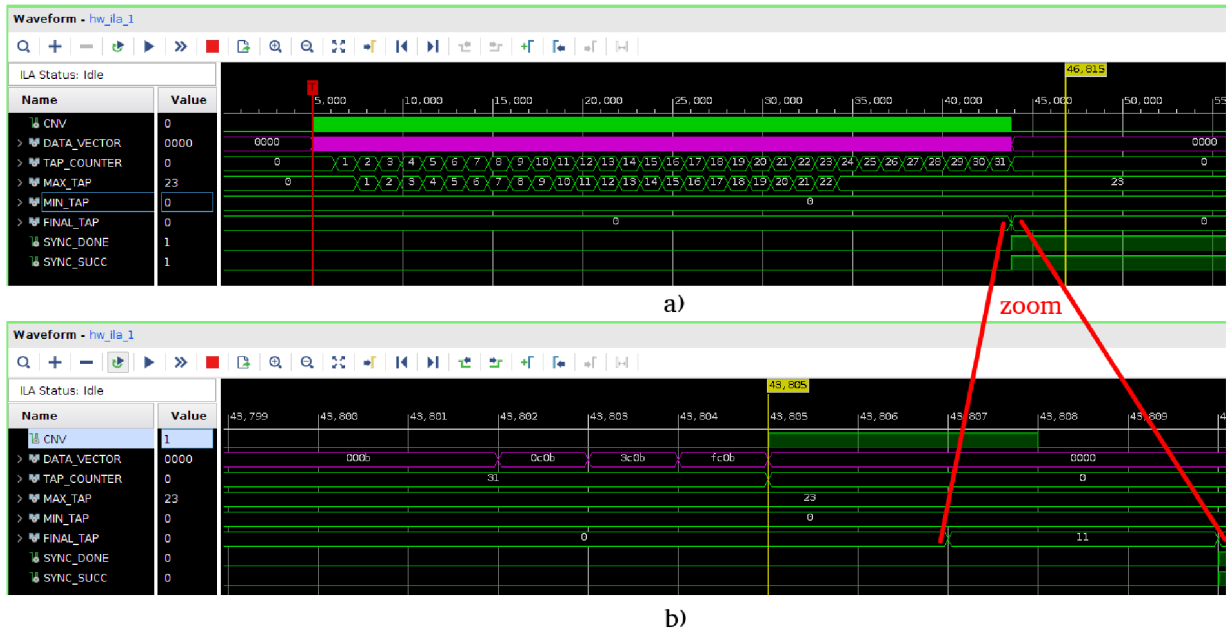 Waveform - hw_ila_1
ILA Status: Idle
46,815
Name Value
5,000 10,000 15,000 20,000 25,000 30,000 35,000 40,000 45,000 50,000 55
T
CNV 0
DATA_VECTOR 0000 0000 0000
TAP_COUNTER 0 0 1 2 3 4 5 6 7 8 9 10 11 12 13 14 15 16 17 18 19 20 21 22 23 24 25 26 27 28 29 30 31 0
MAX_TAP 23 0 1 2 3 4 5 6 7 8 9 10 11 12 13 14 15 16 17 18 19 20 21 22 23
MIN_TAP 0 0
FINAL_TAP 0 0 0
SYNC_DONE 1
SYNC_SUCC 1
a)
zoom
Waveform - hw_ila_1
ILA Status: Idle
43,805
Name Value
43,799 43,800 43,801 43,802 43,803 43,804 43,805 43,806 43,807 43,808 43,809 4
CNV 1
DATA_VECTOR 0000 000b 0c0b 3c0b fc0b 0000
TAP_COUNTER 0 31 0
MAX_TAP 23 23
MIN_TAP 0 0
FINAL_TAP 0 0 11
SYNC_DONE 0
SYNC_SUCC 0
b)